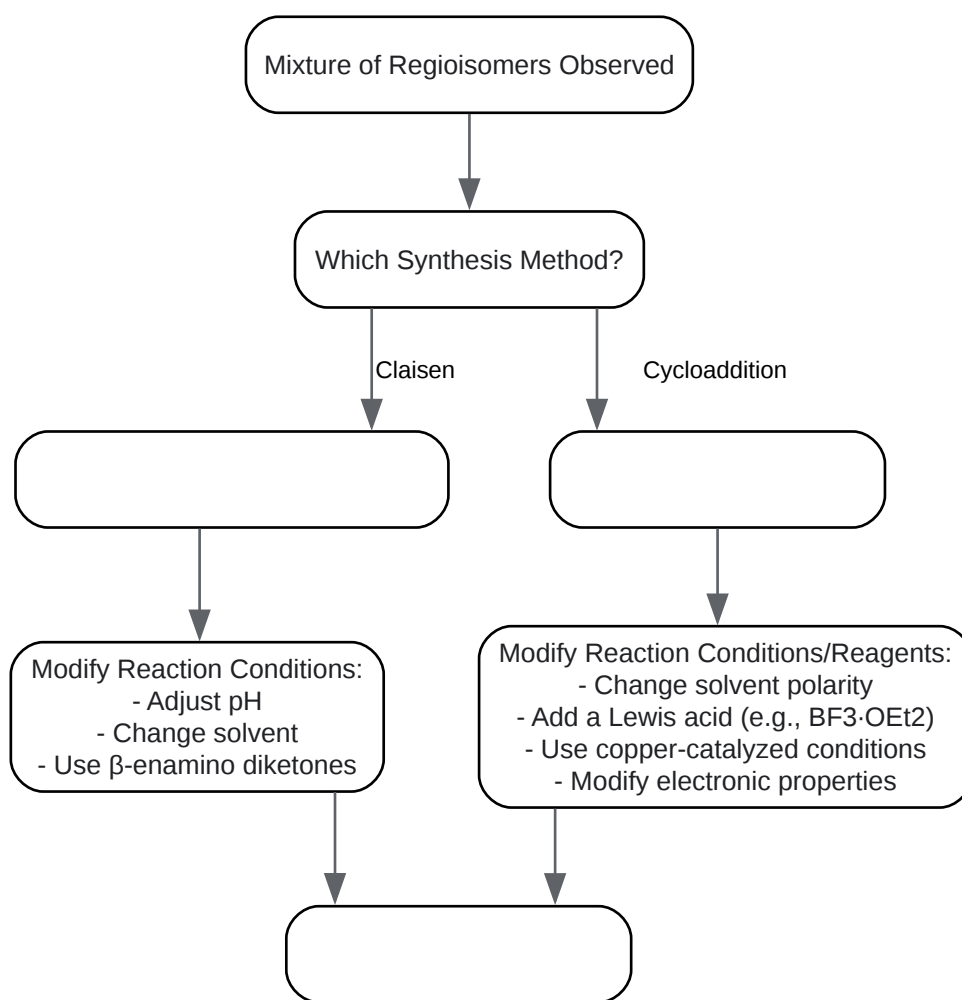 Mixture of Regioisomers Observed
Which Synthesis Method?
Claisen
Cycloaddition
Modify Reaction Conditions:
- Adjust pH
- Change solvent
- Use β-enamino diketones
Modify Reaction Conditions/Reagents:
- Change solvent polarity
- Add a Lewis acid (e.g., BF3·OEt2)
- Use copper-catalyzed conditions
- Modify electronic properties